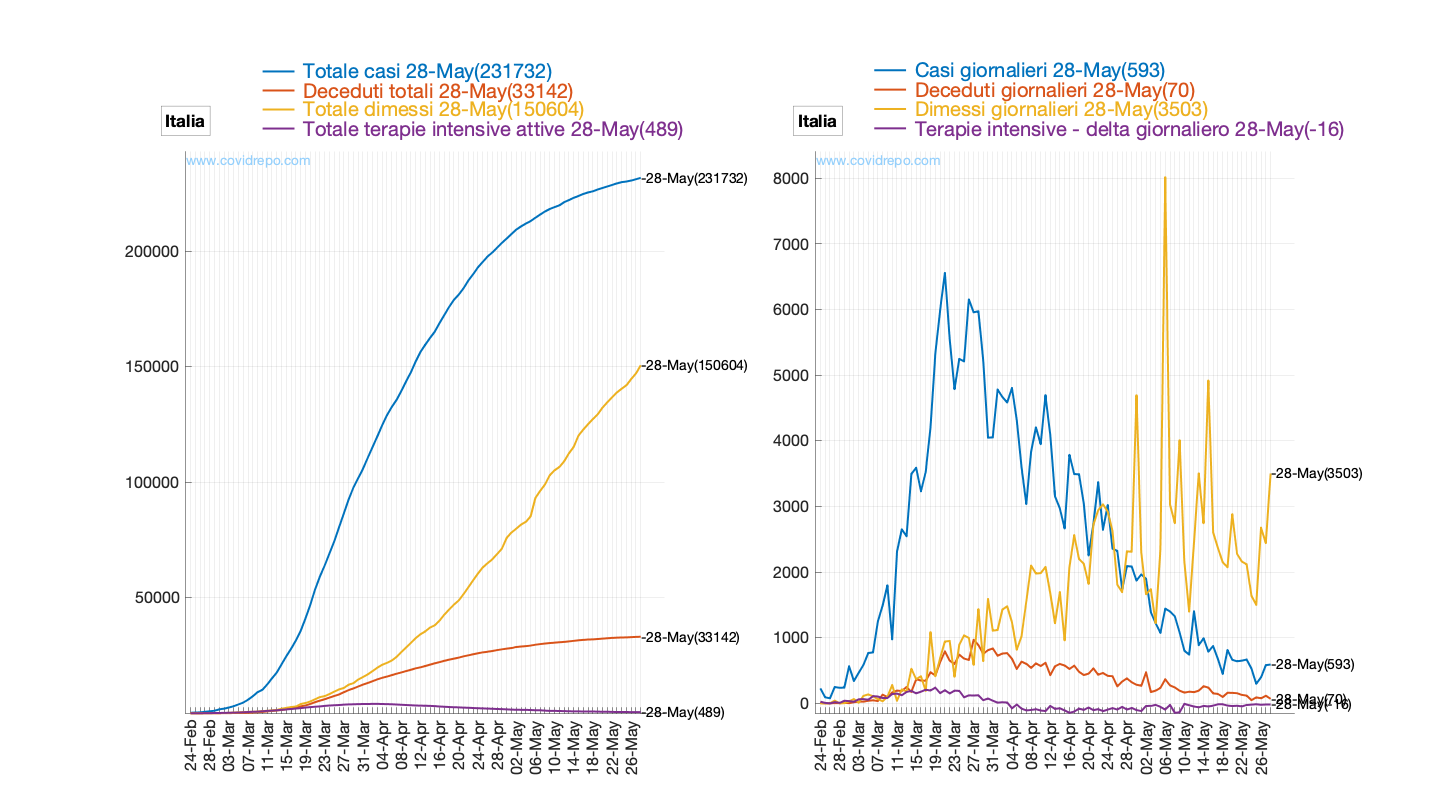 Totale casi 28-May(231732)
Deceduti totali 28-May(33142)
Totale dimessi 28-May(150604)
Totale terapie intensive attive 28-May(489)
Italia
www.covidrepo.com
200000
150000
100000
50000
-28-May(231732)
-28-May(150604)
-28-May(33142)
-28-May(489)
24-Feb
28-Feb
03-Mar
07-Mar
11-Mar
15-Mar
19-Mar
23-Mar
27-Mar
31-Mar
04-Apr
08-Apr
12-Apr
16-Apr
20-Apr
24-Apr
28-Apr
02-May
06-May
10-May
14-May
18-May
22-May
26-May
Casi giornalieri 28-May(593)
Deceduti giornalieri 28-May(70)
Dimessi giornalieri 28-May(3503)
Terapie intensive - delta giornaliero 28-May(-16)
Italia
www.covidrepo.com
8000
7000
6000
5000
4000
3000
2000
1000
0
-28-May(3503)
-28-May(593)
-28-May(70)
-28-May(-16)
24-Feb
28-Feb
03-Mar
07-Mar
11-Mar
15-Mar
19-Mar
23-Mar
27-Mar
31-Mar
04-Apr
08-Apr
12-Apr
16-Apr
20-Apr
24-Apr
28-Apr
02-May
06-May
10-May
14-May
18-May
22-May
26-May